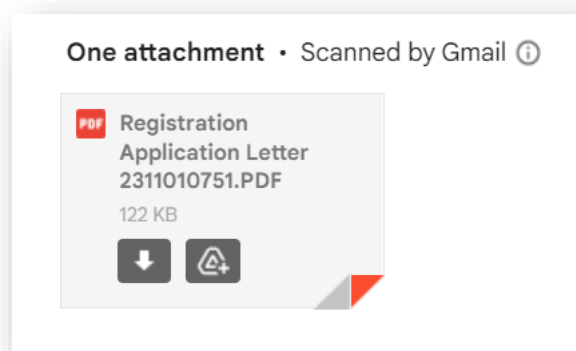 One attachment • Scanned by Gmail
PDF
Registration
Application Letter
2311010751.PDF
122 KB